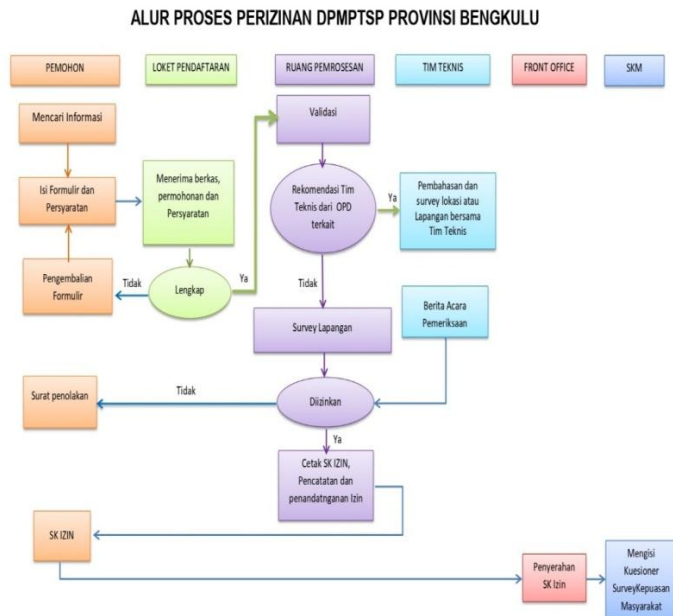 ALUR PROSES PERIZINAN DPMPTSP PROVINSI BENGKULU
PEMOHON
LOKET PENDAFTARAN
RUANG PEMROSESAN
TIM TEKNIS
FRONT OFFICE
SKM
Mencari Informasi
Validasi
Isi Formulir dan
Persyaratan
Menerima berkas,
permohonan dan
Persyaratan
Rekomendasi Tim
Teknis dari OPD
terkait
Ya
Pembahasan dan
survey lokasi atau
Lapangan bersama
Tim Teknis
Pengembalian
Formulir
Tidak
Lengkap
Ya
Tidak
Survey Lapangan
Berita Acara
Pemeriksaan
Surat penolakan
Tidak
Diizinkan
Ya
Cetak SK IZIN,
Pencatatan dan
penandatnganan Izin
SK IZIN
Penyerahan
SK Izin
Mengisi
Kuesioner
SurveyKepuasan
Masyarakat